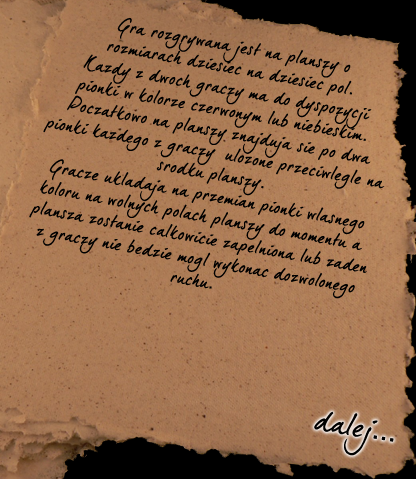 Gra rozgrywana jest na planszy o
rozmiarach dziesiec na dziesiec pol.
Kazdy z dwoch graczy ma do dyspozycji
pionki w kolorze czerwonym lub niebieskim.
Poczatkowo na planszy znajduja sie po dwa
pionki kazdego z graczy ulozone przeciwlegle na
srodku planszy.
Gracze ukladaja na przemian pionki wlasnego
koloru na wolnych polach planszy do momentu a
plansza zostanie calkowicie zapelniona lub zaden
z graczy nie bedzie mogl wykonac dozwolonego
ruchu.
dalej...